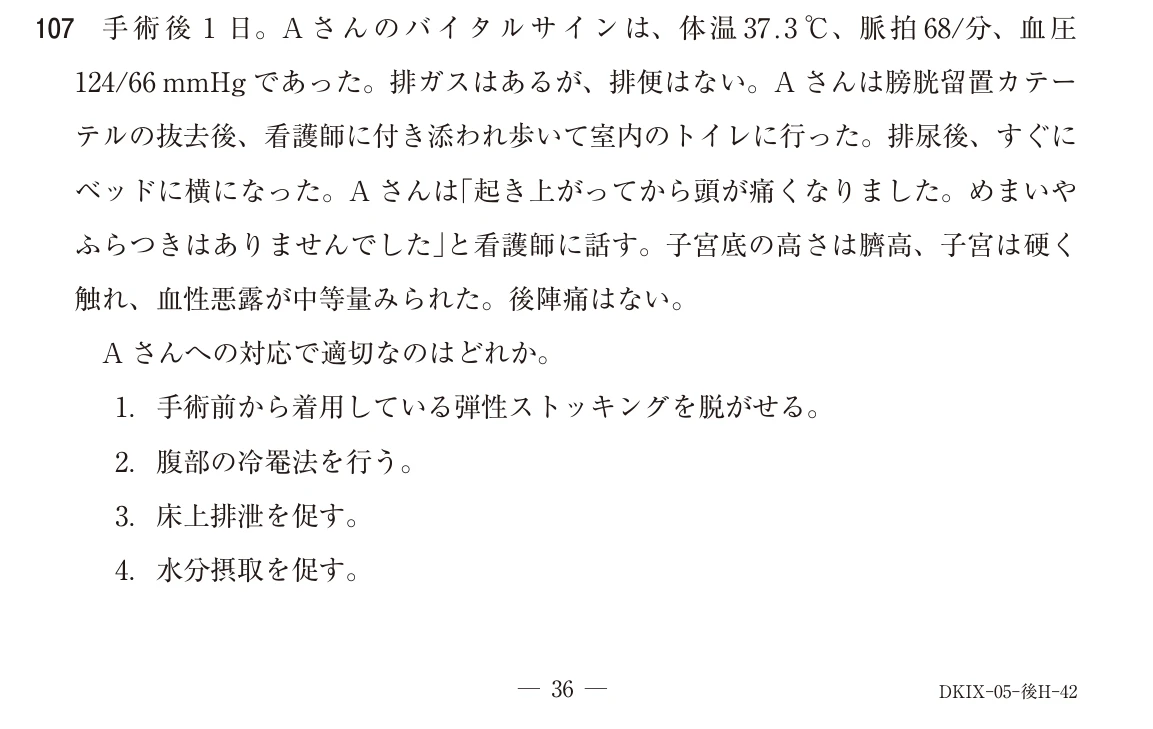 107 手術後 1 日。A さんのバイタルサインは、体温 37.3 ℃、脈拍 68/分、血圧
124/66 mmHg であった。排ガスはあるが、排便はない。A さんは膀胱留置カテー
テルの抜去後、看護師に付き添われ歩いて室内のトイレに行った。排尿後、すぐに
ベッドに横になった。A さんは「起き上がってから頭が痛くなりました。めまいや
ふらつきはありませんでした」と看護師に話す。子宮底の高さは臍高、子宮は硬く
触れ、血性悪露が中等量みられた。後陣痛はない。
A さんへの対応で適切なのはどれか。
1. 手術前から着用している弾性ストッキングを脱がせる。
2. 腹部の冷罨法を行う。
3. 床上排泄を促す。
4. 水分摂取を促す。
— 36 —
DKIX-05-後H-42